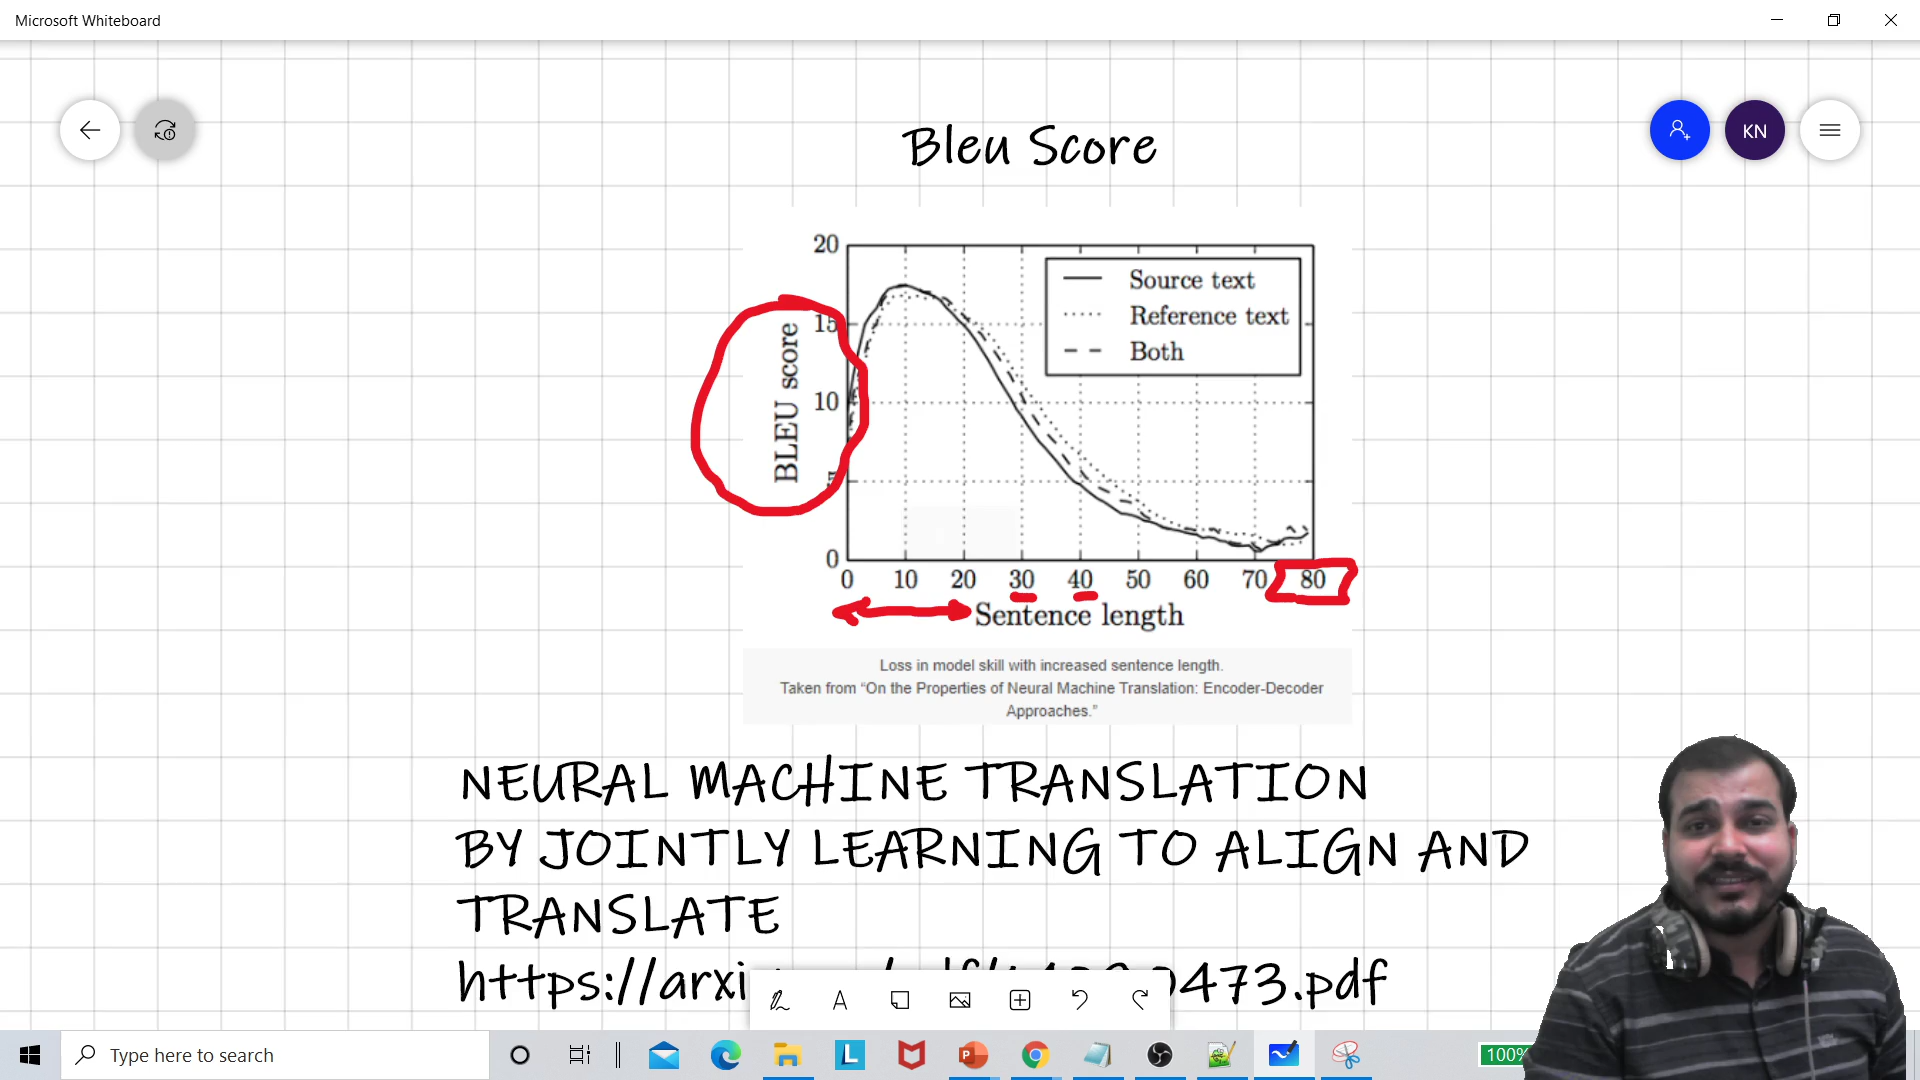 Microsoft Whiteboard
KN
Bleu Score
20
15
10
0
BLEU score
Source text
Reference text
Both
0 10 20 30 40 50 60 70 80
Sentence length
Loss in model skill with increased sentence length.
Taken from “On the Properties of Neural Machine Translation: Encoder-Decoder
Approaches.”
NEURAL MACHINE TRANSLATION
BY JOINTLY LEARNING TO ALIGN AND
TRANSLATE
https://arxi 0473.pdf
Type here to search
100%